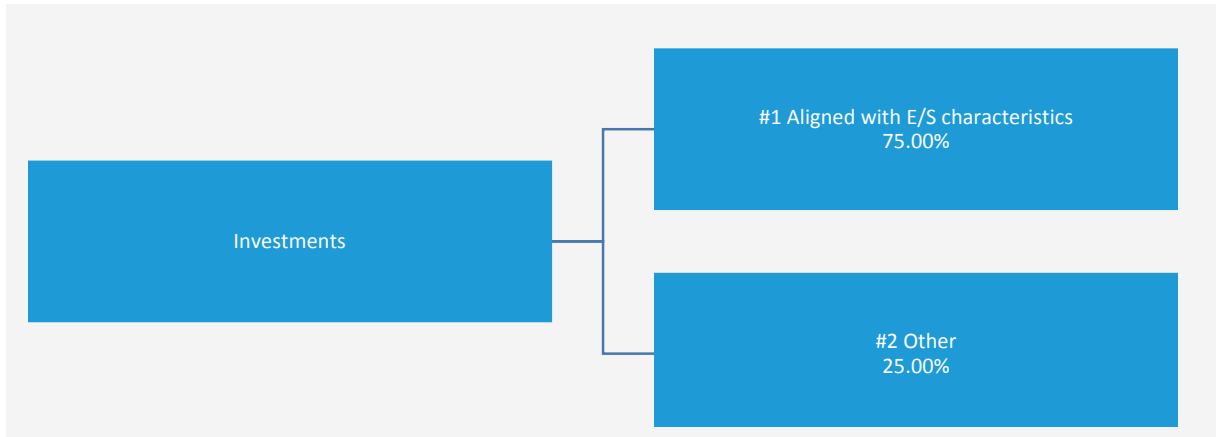 Investments
#1 Aligned with E/S characteristics
75.00%
#2 Other
25.00%